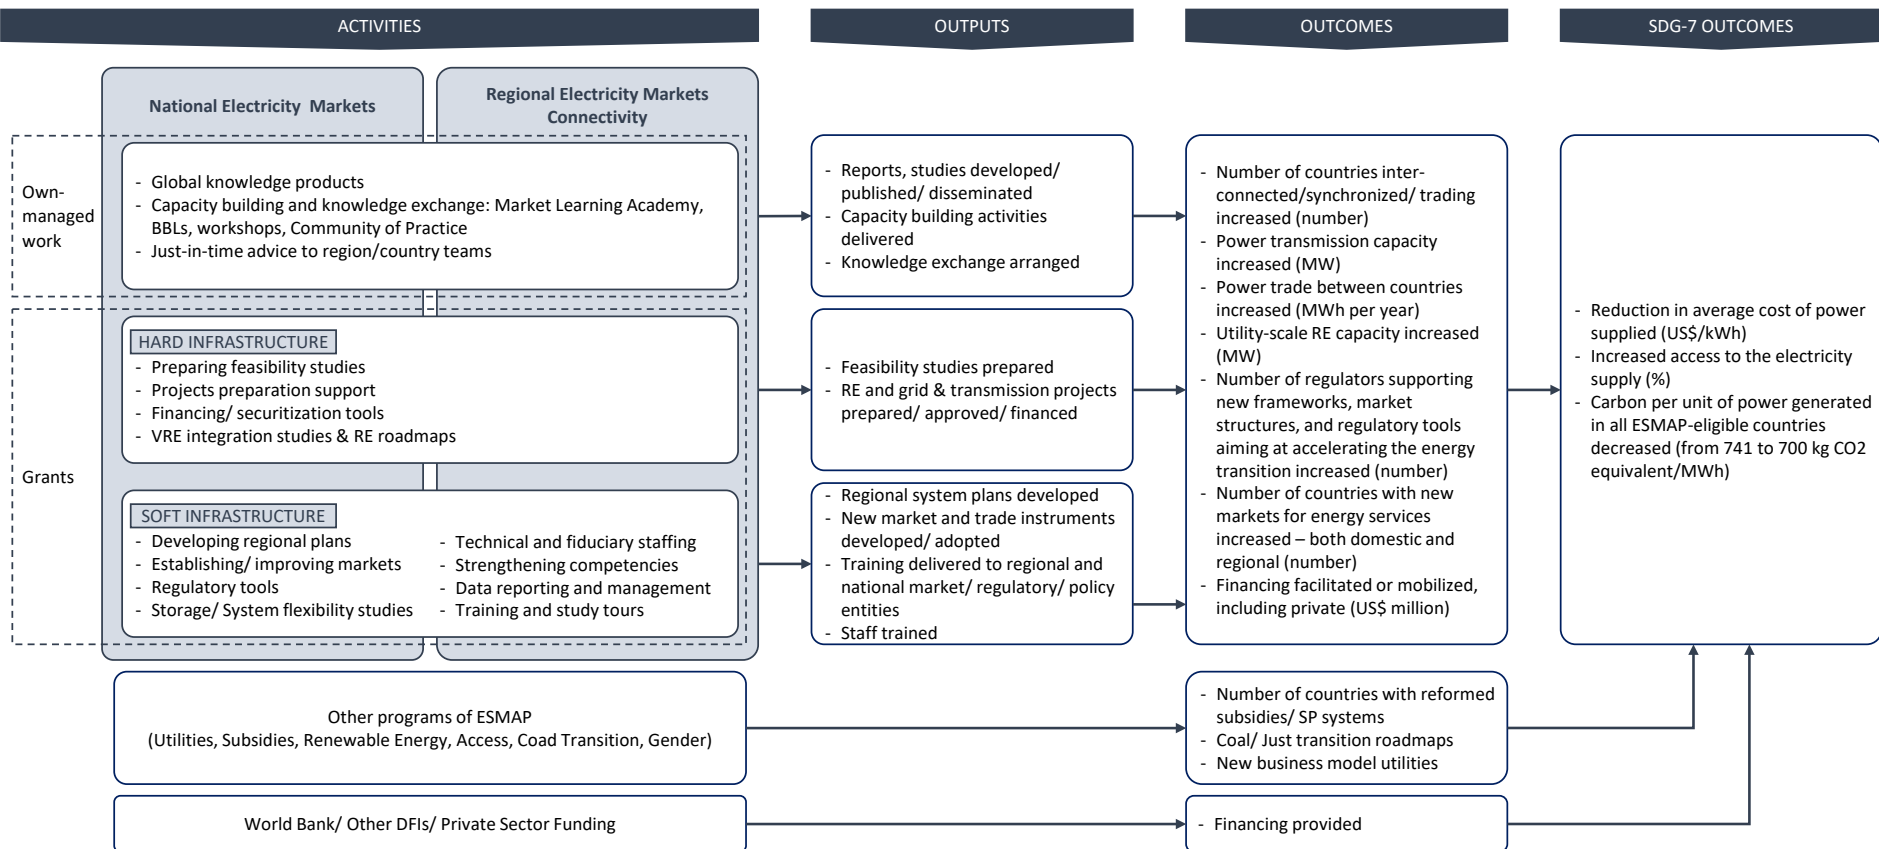 ACTIVITIES
OUTPUTS
OUTCOMES
SDG-7 OUTCOMES
National Electricity Markets
Regional Electricity Markets
Connectivity
Own-
managed
work
- Global knowledge products
- Capacity building and knowledge exchange: Market Learning Academy,
BBLs, workshops, Community of Practice
- Just-in-time advice to region/country teams
Grants
HARD INFRASTRUCTURE
- Preparing feasibility studies
- Projects preparation support
- Financing/ securitization tools
- VRE integration studies & RE roadmaps
SOFT INFRASTRUCTURE
- Developing regional plans
- Establishing/ improving markets
- Regulatory tools
- Storage/ System flexibility studies
- Technical and fiduciary staffing
- Strengthening competencies
- Data reporting and management
- Training and study tours
- Reports, studies developed/
published/ disseminated
- Capacity building activities
delivered
- Knowledge exchange arranged
- Feasibility studies prepared
- RE and grid & transmission projects
prepared/ approved/ financed
- Regional system plans developed
- New market and trade instruments
developed/ adopted
- Training delivered to regional and
national market/ regulatory/ policy
entities
- Staff trained
- Number of countries inter-
connected/synchronized/ trading
increased (number)
- Power transmission capacity
increased (MW)
- Power trade between countries
increased (MWh per year)
- Utility-scale RE capacity increased
(MW)
- Number of regulators supporting
new frameworks, market
structures, and regulatory tools
aiming at accelerating the energy
transition increased (number)
- Number of countries with new
markets for energy services
increased – both domestic and
regional (number)
- Financing facilitated or mobilized,
including private (US$ million)
- Reduction in average cost of power
supplied (US$/kWh)
- Increased access to the electricity
supply (%)
- Carbon per unit of power generated
in all ESMAP-eligible countries
decreased (from 741 to 700 kg CO2
equivalent/MWh)
Other programs of ESMAP
(Utilities, Subsidies, Renewable Energy, Access, Coad Transition, Gender)
- Number of countries with reformed
subsidies/ SP systems
- Coal/ Just transition roadmaps
- New business model utilities
World Bank/ Other DFIs/ Private Sector Funding
- Financing provided